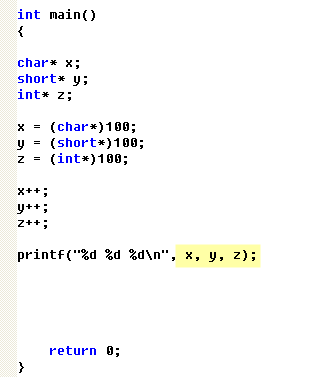 int main()
{
char* x;
short* y;
int* z;
x = (char*)100;
y = (short*)100;
z = (int*)100;
x++;
y++;
z++;
printf("%d %d %d\n", x, y, z);
return 0;
}